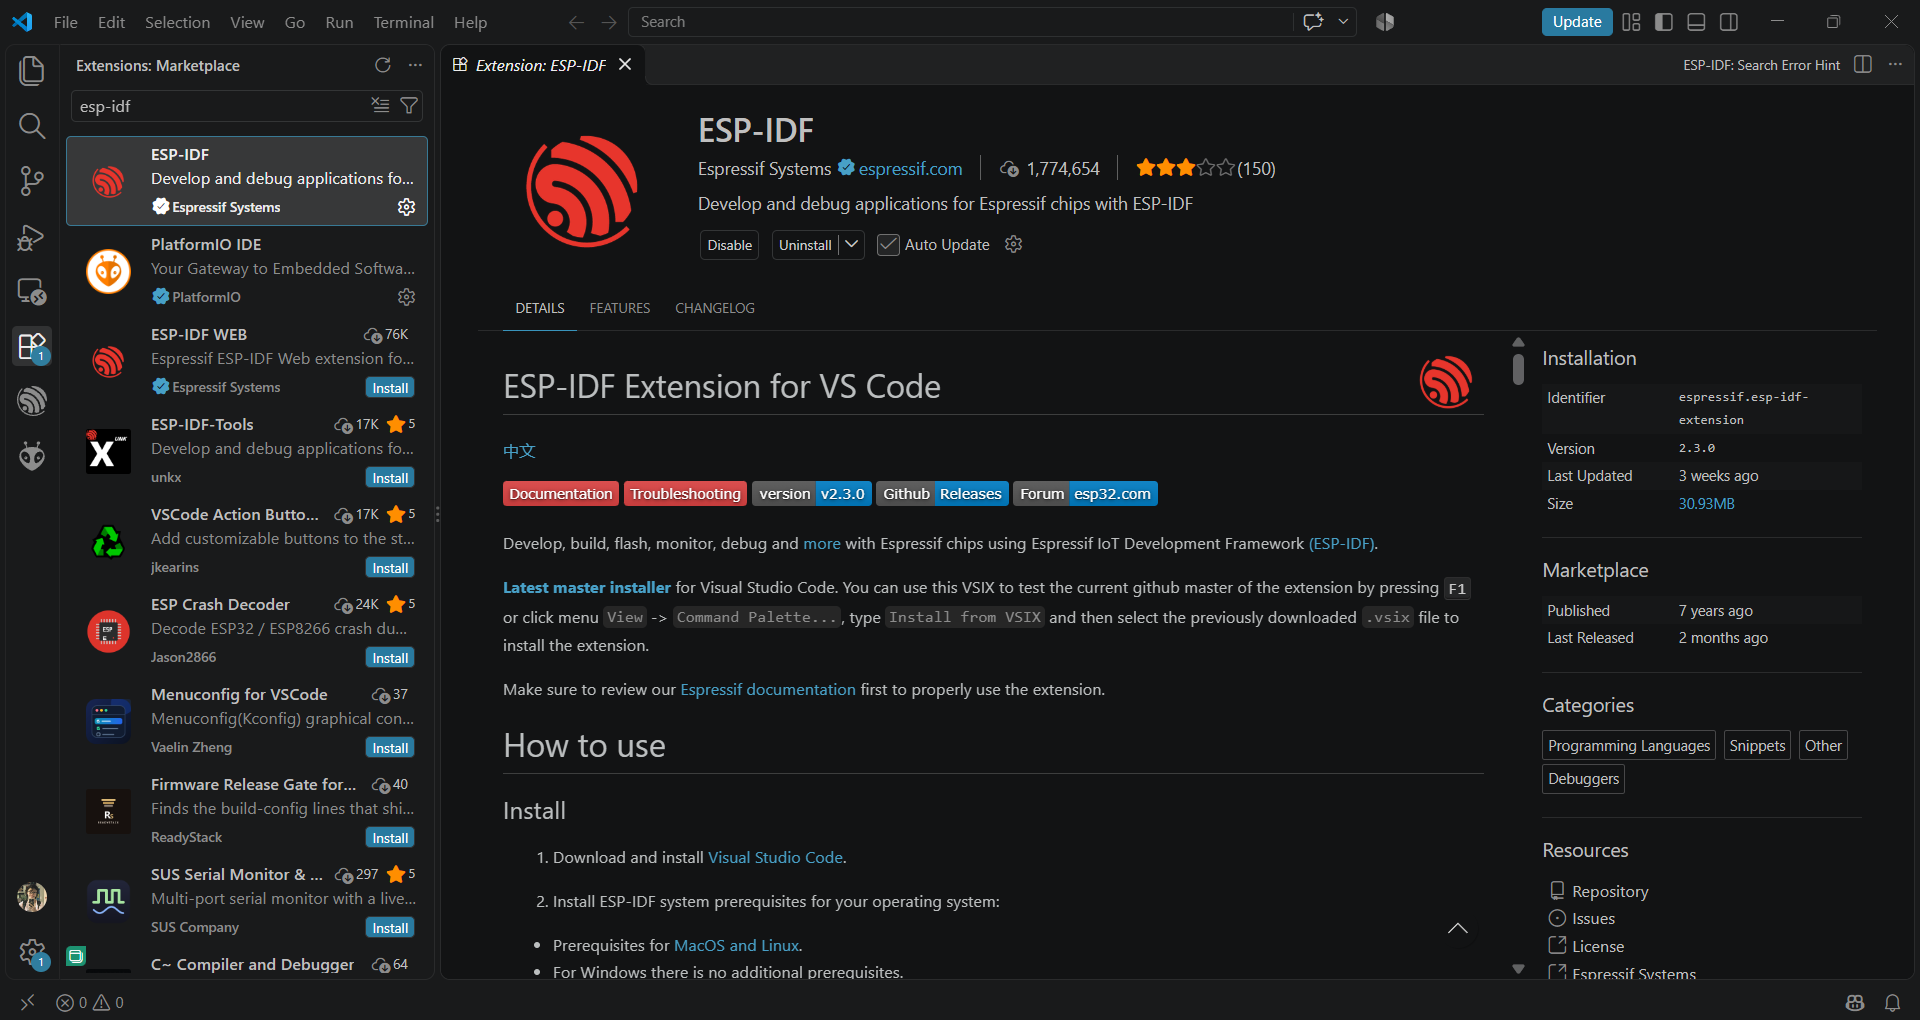 File Edit Selection View Go Run Terminal Help
Search
Update
Extensions: Marketplace
esp-idf
ESP-IDF
Develop and debug applications fo...
Espressif Systems
PlatformIO IDE
Your Gateway to Embedded Softwa...
PlatformIO
ESP-IDF WEB 76K
Espressif ESP-IDF Web extension fo...
Espressif Systems Install
ESP-IDF-Tools 17K 5
Develop and debug applications fo...
unkx Install
VSCode Action Butto... 17K 5
Add customizable buttons to the st...
jkearins Install
ESP Crash Decoder 24K 5
Decode ESP32 / ESP8266 crash du...
Jason2866 Install
Menuconfig for VSCode 37
Menuconfig(Kconfig) graphical con...
Vaelin Zheng Install
Firmware Release Gate for... 40
Finds the build-config lines that shi...
ReadyStack Install
SUS Serial Monitor & ... 297 5
Multi-port serial monitor with a live...
SUS Company Install
C~ Compiler and Debugger 64
1
1
Extension: ESP-IDF
ESP-IDF: Search Error Hint
ESP-IDF
Espressif Systems espressif.com 1,774,654 (150)
Develop and debug applications for Espressif chips with ESP-IDF
Disable Uninstall Auto Update
DETAILS FEATURES CHANGELOG
ESP-IDF Extension for VS Code
中文
Documentation Troubleshooting version v2.3.0 Github Releases Forum esp32.com
Develop, build, flash, monitor, debug and more with Espressif chips using Espressif IoT Development Framework (ESP-IDF).
Latest master installer for Visual Studio Code. You can use this VSIX to test the current github master of the extension by pressing F1
or click menu View -> Command Palette..., type Install from VSIX and then select the previously downloaded .vsix file to
install the extension.
Make sure to review our Espressif documentation first to properly use the extension.
How to use
Install
1. Download and install Visual Studio Code.
2. Install ESP-IDF system prerequisites for your operating system:
• Prerequisites for MacOS and Linux.
• For Windows there is no additional prerequisites.
Installation
Identifier espressif.esp-idf-
extension
Version 2.3.0
Last Updated 3 weeks ago
Size 30.93MB
Marketplace
Published 7 years ago
Last Released 2 months ago
Categories
Programming Languages Snippets Other
Debuggers
Resources
Repository
Issues
License
Espressif Systems
0 0